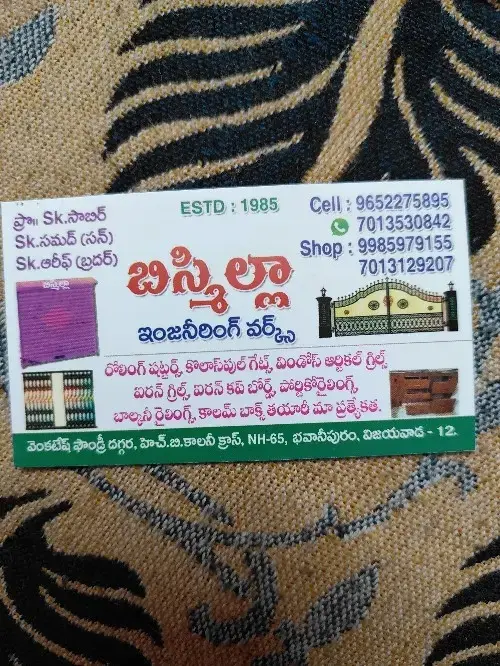 ప్రొ॥ Sk.సాబిర్
Sk.సమద్ (సన్)
Sk.ఆరీఫ్ (బ్రదర్)
ESTD : 1985
Cell : 9652275895
7013530842
Shop : 9985979155
7013129207
బిస్మిల్లా
బిస్మిల్లా
ఇంజనీరింగ్ వర్క్స్
రోలింగ్ షట్టర్స్, కొలాస్‌పుల్ గేట్స్, విండోస్ ఆర్టికల్ గ్రిల్స్
ఐరన్ గ్రిల్స్, ఐరన్ కప్ బోర్డ్స్, పోర్టికోరైలింగ్స్,
బాల్కనీ రైలింగ్స్, కాలమ్ బాక్స్ తయారీ మా ప్రత్యేకత.
వెంకటేష్ ఫౌండ్రీ దగ్గర, హెచ్.బి.కాలనీ క్రాస్, NH-65, భవానీపురం, విజయవాడ - 12.